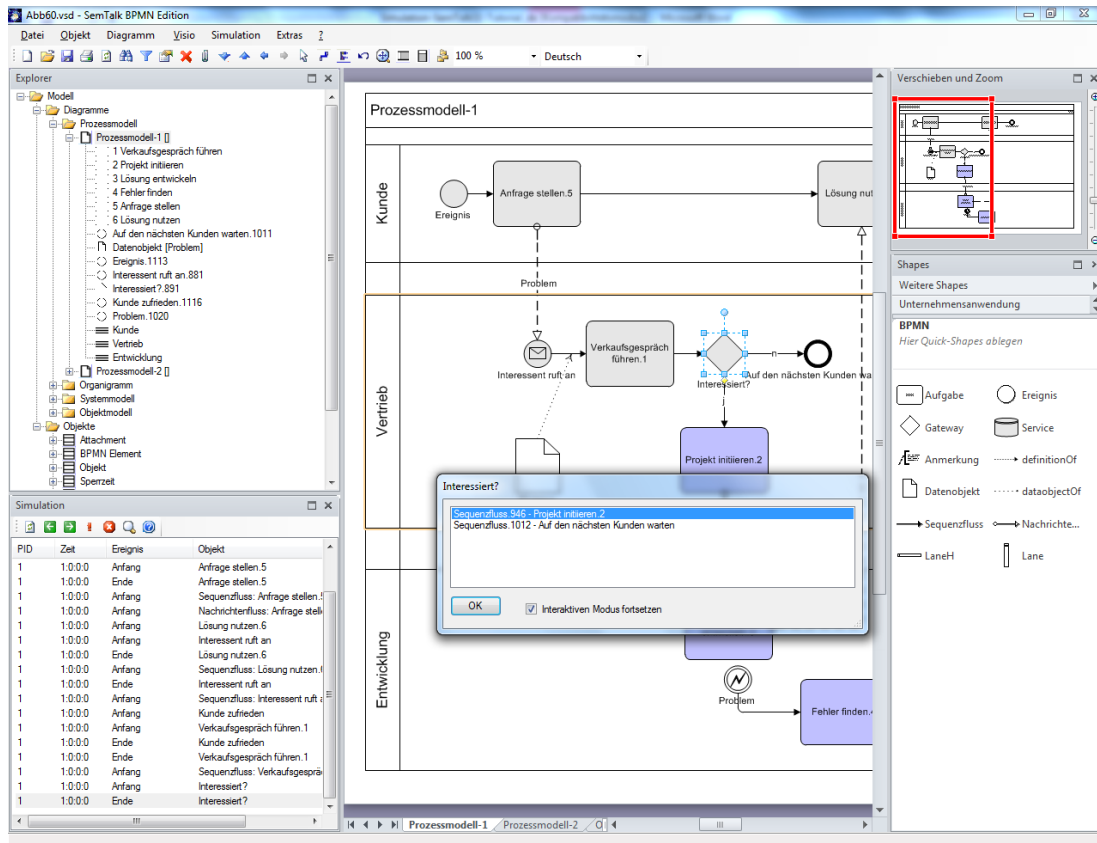 Abb60.vsd - SemTalk BPMN Edition
Datei Objekt Diagramm Visio Simulation Extras ?
100 % Deutsch
Explorer
Modell
Diagramme
Prozessmodell
Prozessmodell-1 []
1 Verkaufsgespräch führen
2 Projekt initiieren
3 Lösung entwickeln
4 Fehler finden
5 Anfrage stellen
6 Lösung nutzen
Auf den nächsten Kunden warten.1011
Datenobjekt [Problem]
Ereignis.1113
Interessent ruft an.881
Interessiert?.891
Kunde zufrieden.1116
Problem.1020
Kunde
Vertrieb
Entwicklung
Prozessmodell-2 []
Organigramm
Systemmodell
Objektmodell
Objekte
Attachment
BPMN Element
Objekt
Sperrzeit
Simulation
PID Zeit Ereignis Objekt
1 1:0:0:0 Anfang Anfrage stellen.5
1 1:0:0:0 Ende Anfrage stellen.5
1 1:0:0:0 Anfang Sequenzfluss: Anfrage stellen.5
1 1:0:0:0 Anfang Nachrichtenfluss: Anfrage stell
1 1:0:0:0 Anfang Lösung nutzen.6
1 1:0:0:0 Anfang Interessent ruft an
1 1:0:0:0 Ende Lösung nutzen.6
1 1:0:0:0 Anfang Sequenzfluss: Lösung nutzen.
1 1:0:0:0 Ende Interessent ruft an
1 1:0:0:0 Anfang Sequenzfluss: Interessent ruft a
1 1:0:0:0 Anfang Kunde zufrieden
1 1:0:0:0 Anfang Verkaufsgespräch führen.1
1 1:0:0:0 Ende Kunde zufrieden
1 1:0:0:0 Ende Verkaufsgespräch führen.1
1 1:0:0:0 Anfang Sequenzfluss: Verkaufsgesprä
1 1:0:0:0 Anfang Interessiert?
1 1:0:0:0 Ende Interessiert?
Prozessmodell-1
Kunde
Ereignis
Anfrage stellen.5
Lösung nut
Problem
Vertrieb
Interessent ruft an
Verkaufsgespräch
führen.1
n
Interessiert?
Auf den nächsten Kunden wa
Projekt initiieren.2
Interessiert?
Sequenzfluss.946 - Projekt initiieren.2
Sequenzfluss.1012 - Auf den nächsten Kunden warten
OK
Interaktiven Modus fortsetzen
Entwicklung
Problem
Fehler finden.4
Prozessmodell-1 Prozessmodell-2 O
Verschieben und Zoom
Shapes
Weitere Shapes
Unternehmensanwendung
BPMN
Hier Quick-Shapes ablegen
Aufgabe Ereignis
Gateway Service
Anmerkung definitionOf
Datenobjekt dataobjectOf
Sequenzfluss Nachrichte...
LaneH Lane